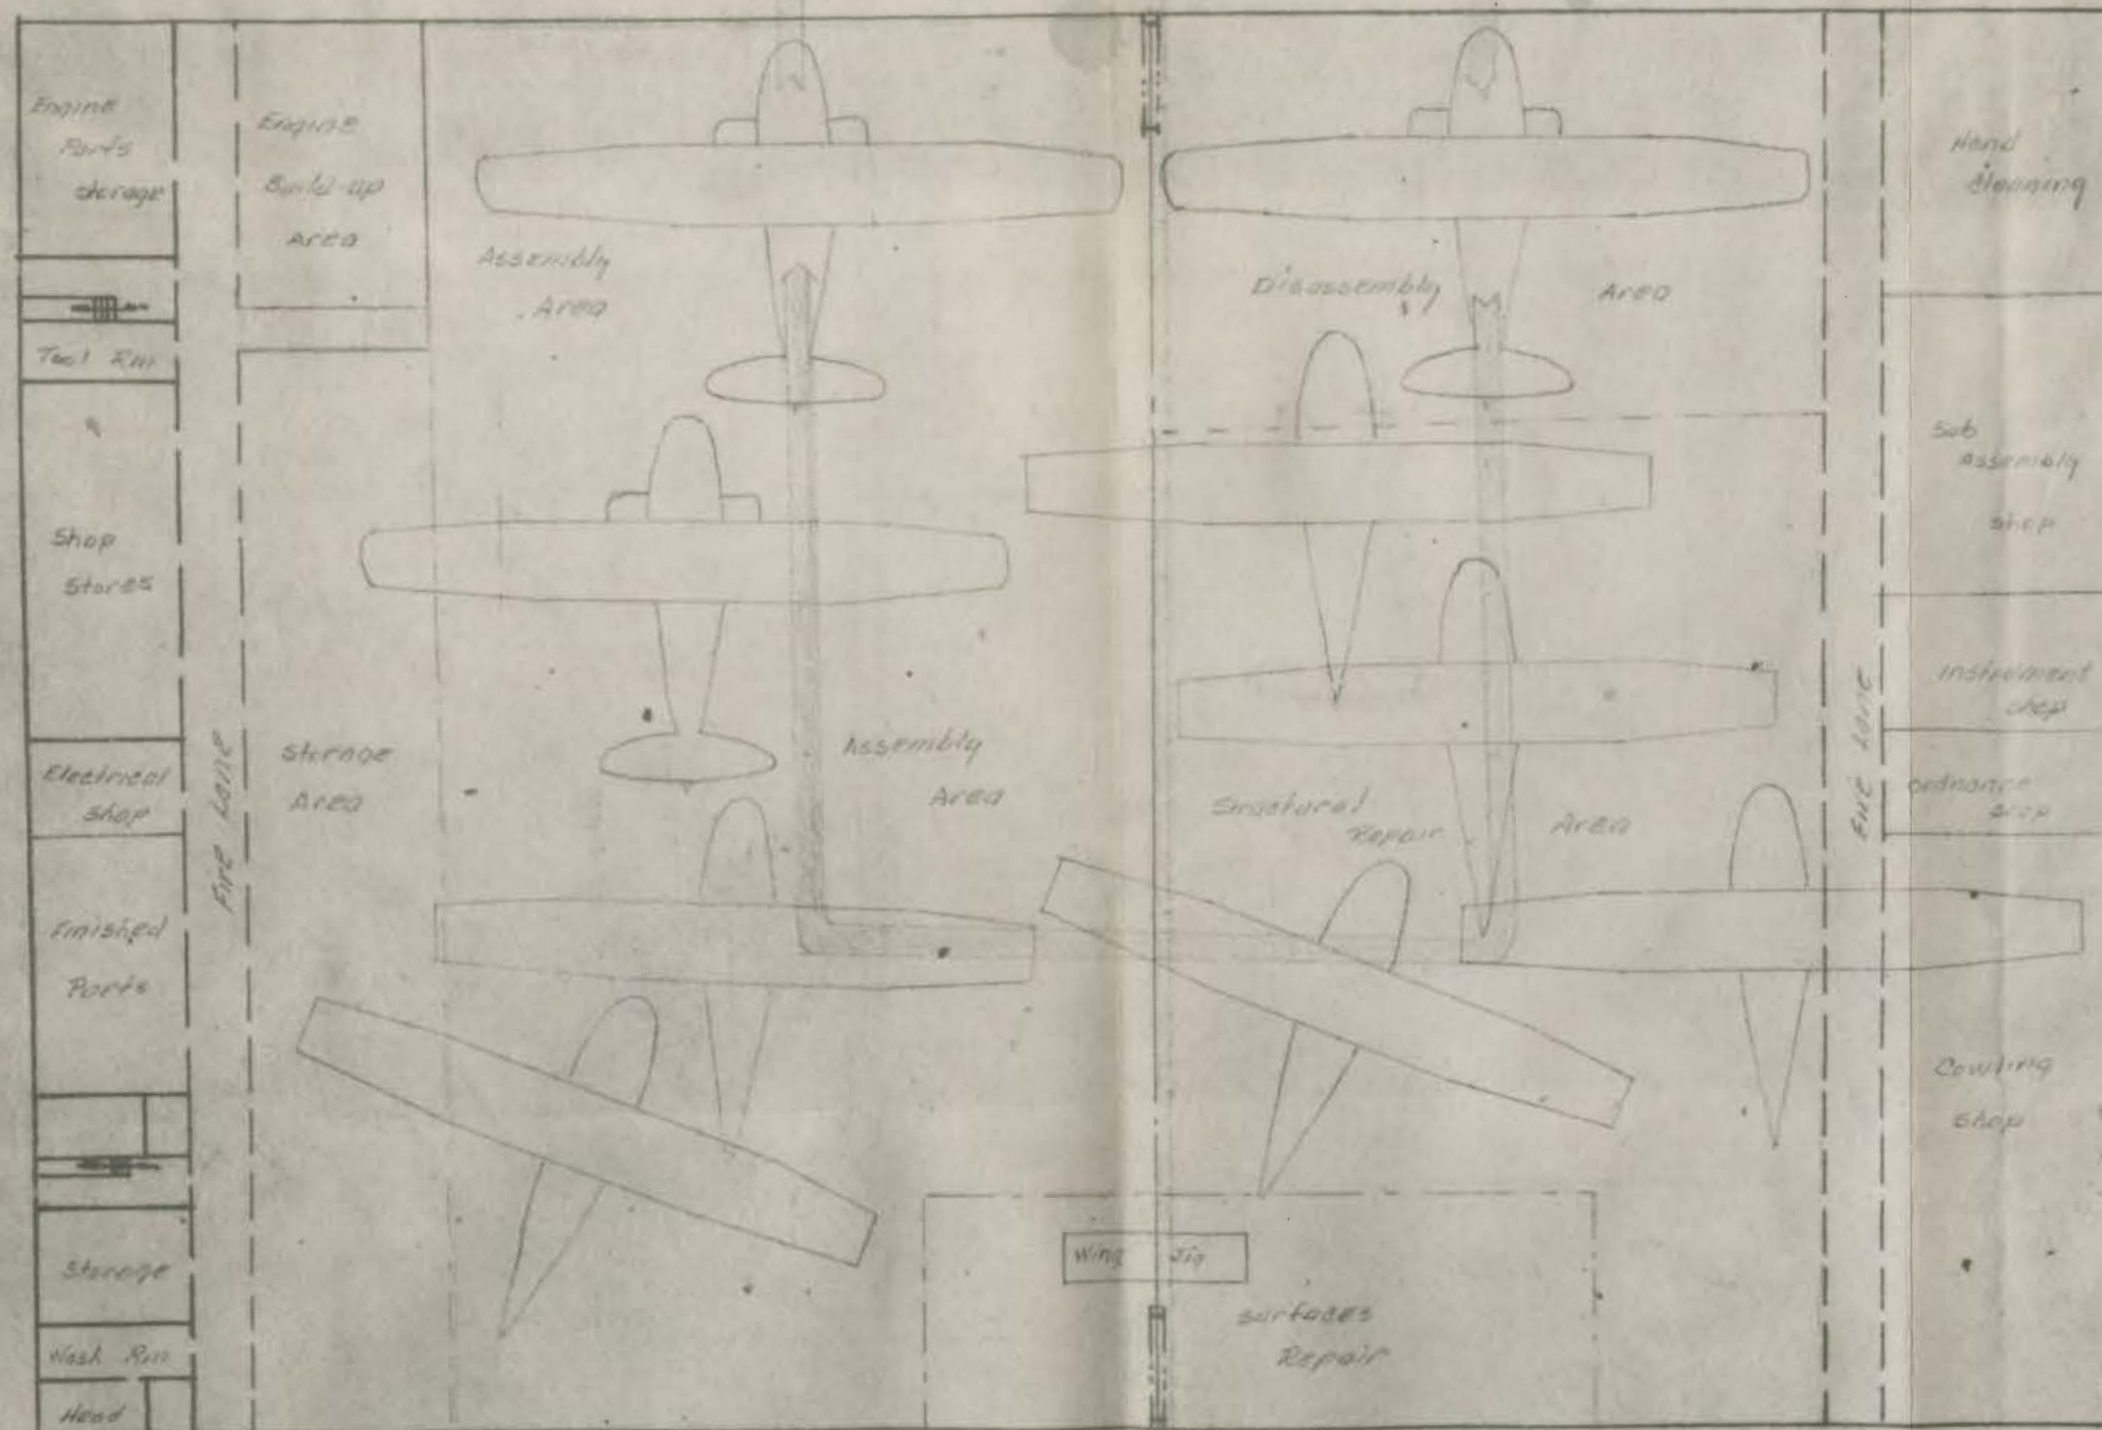 Engine
Parts
Storage
Tool Rm
Shop
Stores
Electrical
Shop
Finished
Parts
Storage
Wash Rm
Head
Fire Lane
Engine
Build-up
Area
Storage
Area
Assembly
Area
Assembly
Area
Disassembly Area
Structural
Repair Area
Wing Jig
Surfaces
Repair
Fire Lane
Hand
Cleaning
Sub
Assembly
Shop
Instrument
Shop
Ordnance
Shop
Cowling
Shop